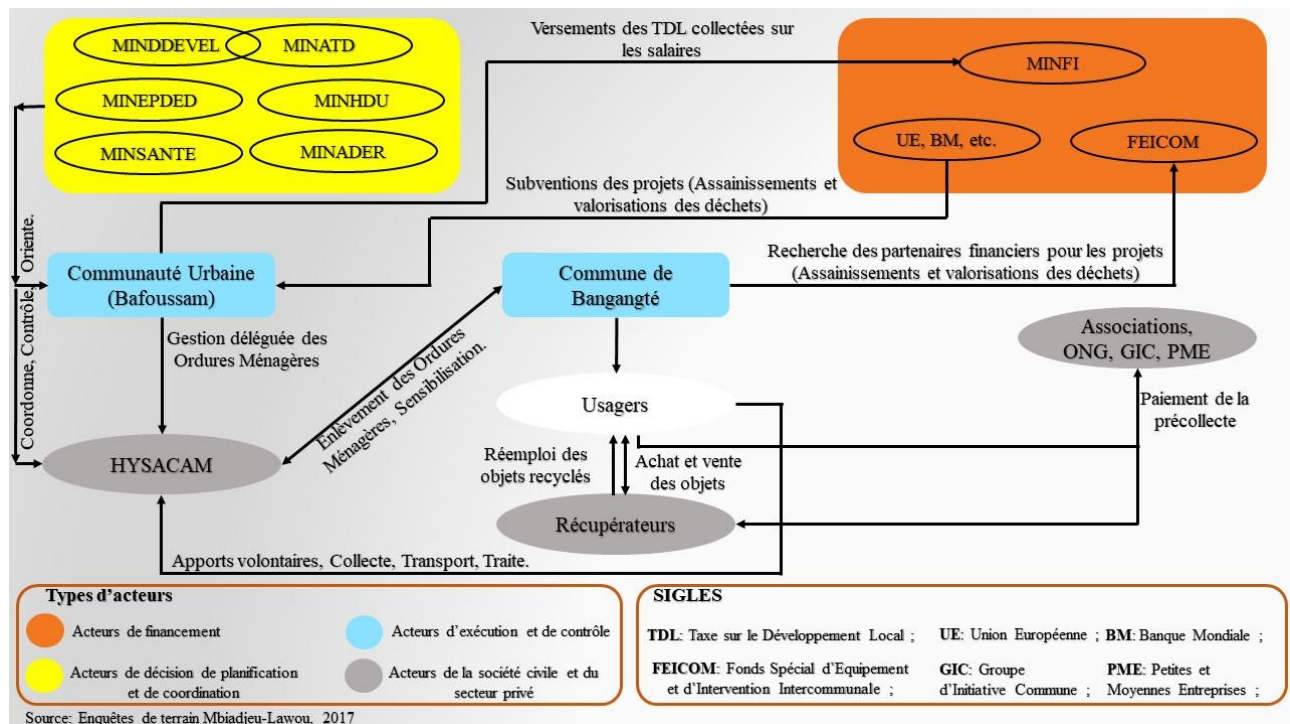 MINDDEVEL
MINATD
MINEPDED
MINHDU
MINSANTE
MINADER
Versements des TDL collectées sur
les salaires
MINFI
UE, BM, etc.
FEICOM
Subventions des projets (Assainissements et
valorisations des déchets)
Coordonne, Contrôle, Oriente.
Communauté Urbaine
(Bafoussam)
Commune de
Bangangté
Recherche des partenaires financiers pour les projets
(Assainissements et valorisations des déchets)
Gestion déléguée des
Ordures Ménagères
Enlèvement des Ordures
Ménagères, Sensibilisation.
Associations,
ONG, GIC, PME
Usagers
Paiement de la
précollecte
HYSACAM
Réemploi des
objets recyclés
Achat et vente
des objets
Récupérateurs
Apports volontaires, Collecte, Transport, Traite.
Types d'acteurs
Acteurs de financement
Acteurs d'exécution et de contrôle
Acteurs de décision de planification
et de coordination
Acteurs de la société civile et du
secteur privé
SIGLES
TDL: Taxe sur le Développement Local ;
UE: Union Européenne ; BM: Banque Mondiale ;
FEICOM: Fonds Spécial d'Equipement
et d'Intervention Intercommunale ;
GIC: Groupe
d'Initiative Commune ;
PME: Petites et
Moyennes Entreprises ;
Source: Enquêtes de terrain Mbiadjeu-Lawou, 2017